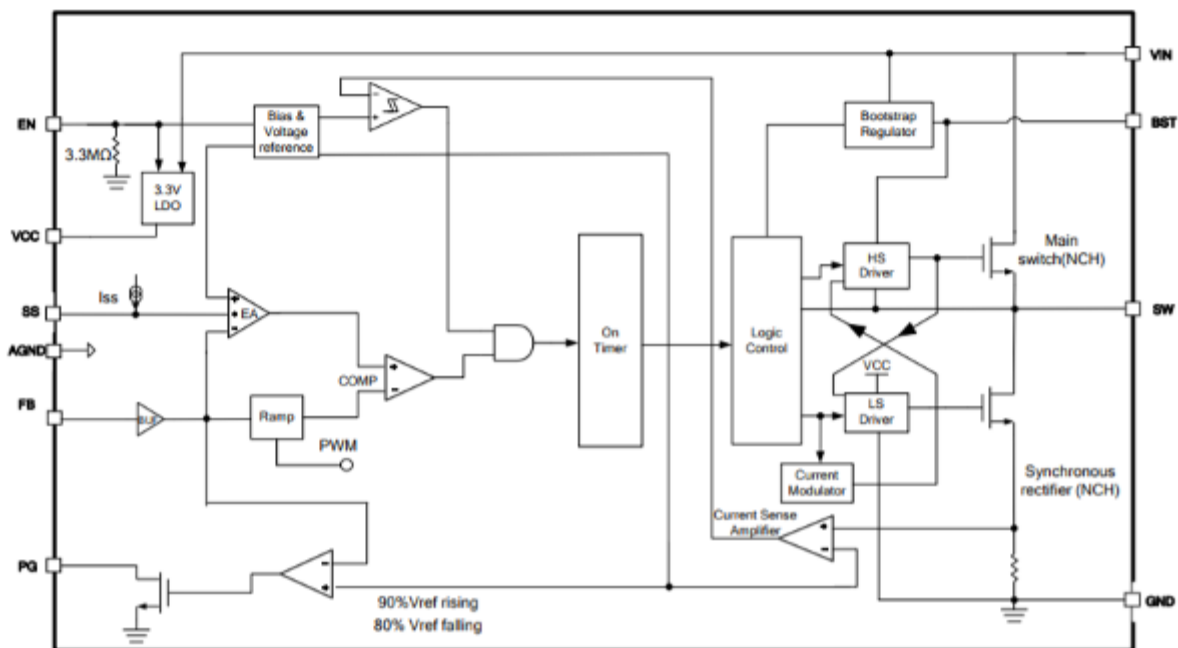 VIN
EN
Bias &
Voltage
reference
Bootstrap
Regulator
BST
3.3MΩ
3.3V
LDO
VCC
HS
Driver
Main
switch(NCH)
Iss
SS
EA
On
Timer
Logic
Control
SW
AGND
COMP
VCC
FB
BUF
Ramp
LS
Driver
PWM
Current
Modulator
Synchronous
rectifier (NCH)
Current Sense
Amplifier
PG
90%Vref rising
80% Vref falling
GND